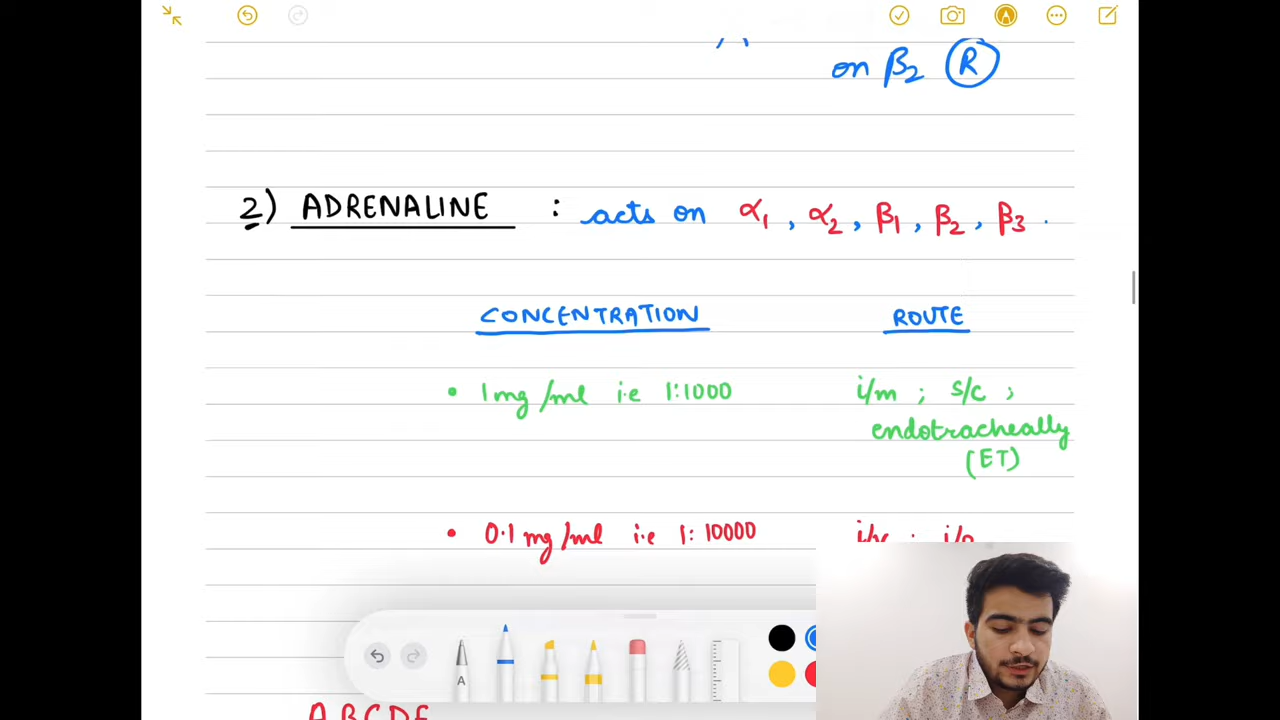 on β2 Ⓡ
2) ADRENALINE : acts on α1, α2, β1, β2, β3.
CONCENTRATION ROUTE
• 1mg/ml i.e 1:1000 i/m ; s/c ;
endotracheally
(ET)
• 0.1 mg/ml i.e 1:10000
A
ABCDE